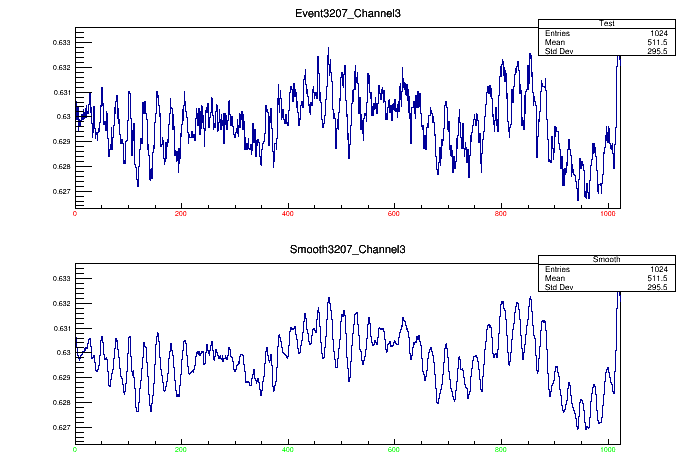 Event3207_Channel3
Test
Entries 1024
Mean 511.5
Std Dev 295.5
0.633
0.632
0.631
0.63
0.629
0.628
0.627
0 200 400 600 800 1000
Smooth3207_Channel3
Smooth
Entries 1024
Mean 511.5
Std Dev 295.5
0.633
0.632
0.631
0.63
0.629
0.628
0.627
0 200 400 600 800 1000